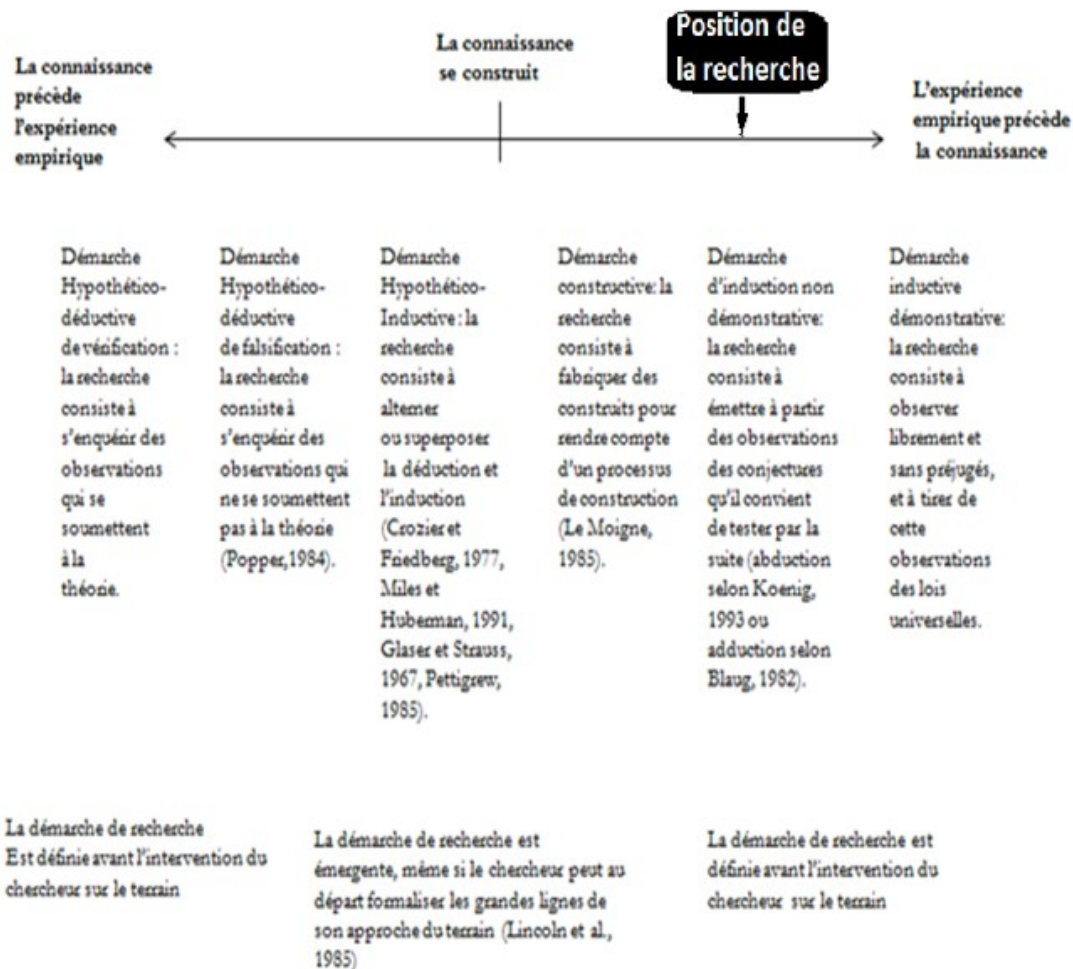 La connaissance
précède
l'expérience
empirique
La connaissance
se construit
Position de
la recherche
L'expérience
empirique précède
la connaissance
Démarche
Hypothético-
déductive
de vérification :
la recherche
consiste à
s'enquérir des
observations
qui se
soumettent
à la
théorie.
Démarche
Hypothético-
déductive
de falsification :
la recherche
consiste à
s'enquérir des
observations qui
ne se soumettent
pas à la théorie
(Popper,1984).
Démarche
Hypothético-
Inductive : la
recherche
consiste à
alterner
ou superposer
la déduction et
l'induction
(Crozier et
Friedberg, 1977,
Miles et
Huberman, 1991,
Glaser et Strauss,
1967, Pettigrew,
1985).
Démarche
constructive: la
recherche
consiste à
fabriquer des
construits pour
rendre compte
d'un processus
de construction
(Le Moigne,
1985).
Démarche
d'induction non
démonstrative:
la recherche
consiste à
émettre à partir
des observations
des conjectures
qu'il convient
de tester par la
suite (abduction
selon Koenig,
1993 ou
adduction selon
Blaug, 1982).
Démarche
inductive
démonstrative:
la recherche
consiste à
observer
librement et
sans préjugés,
et à tirer de
cette
observations
des lois
universelles.
La démarche de recherche
Est définie avant l'intervention du
chercheur sur le terrain
La démarche de recherche est
émergente, même si le chercheur peut au
départ formaliser les grandes lignes de
son approche du terrain (Lincoln et al.,
1985)
La démarche de recherche est
définie avant l'intervention du
chercheur sur le terrain